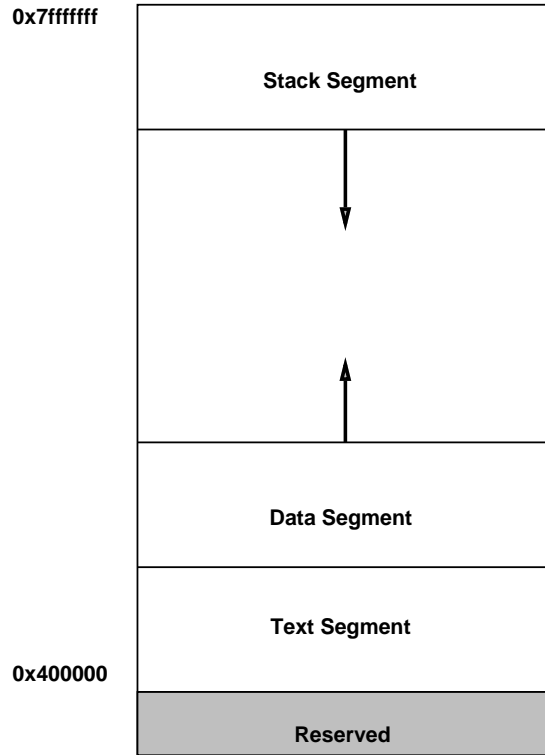 0x7fffffff
Stack Segment
Data Segment
Text Segment
0x400000
Reserved